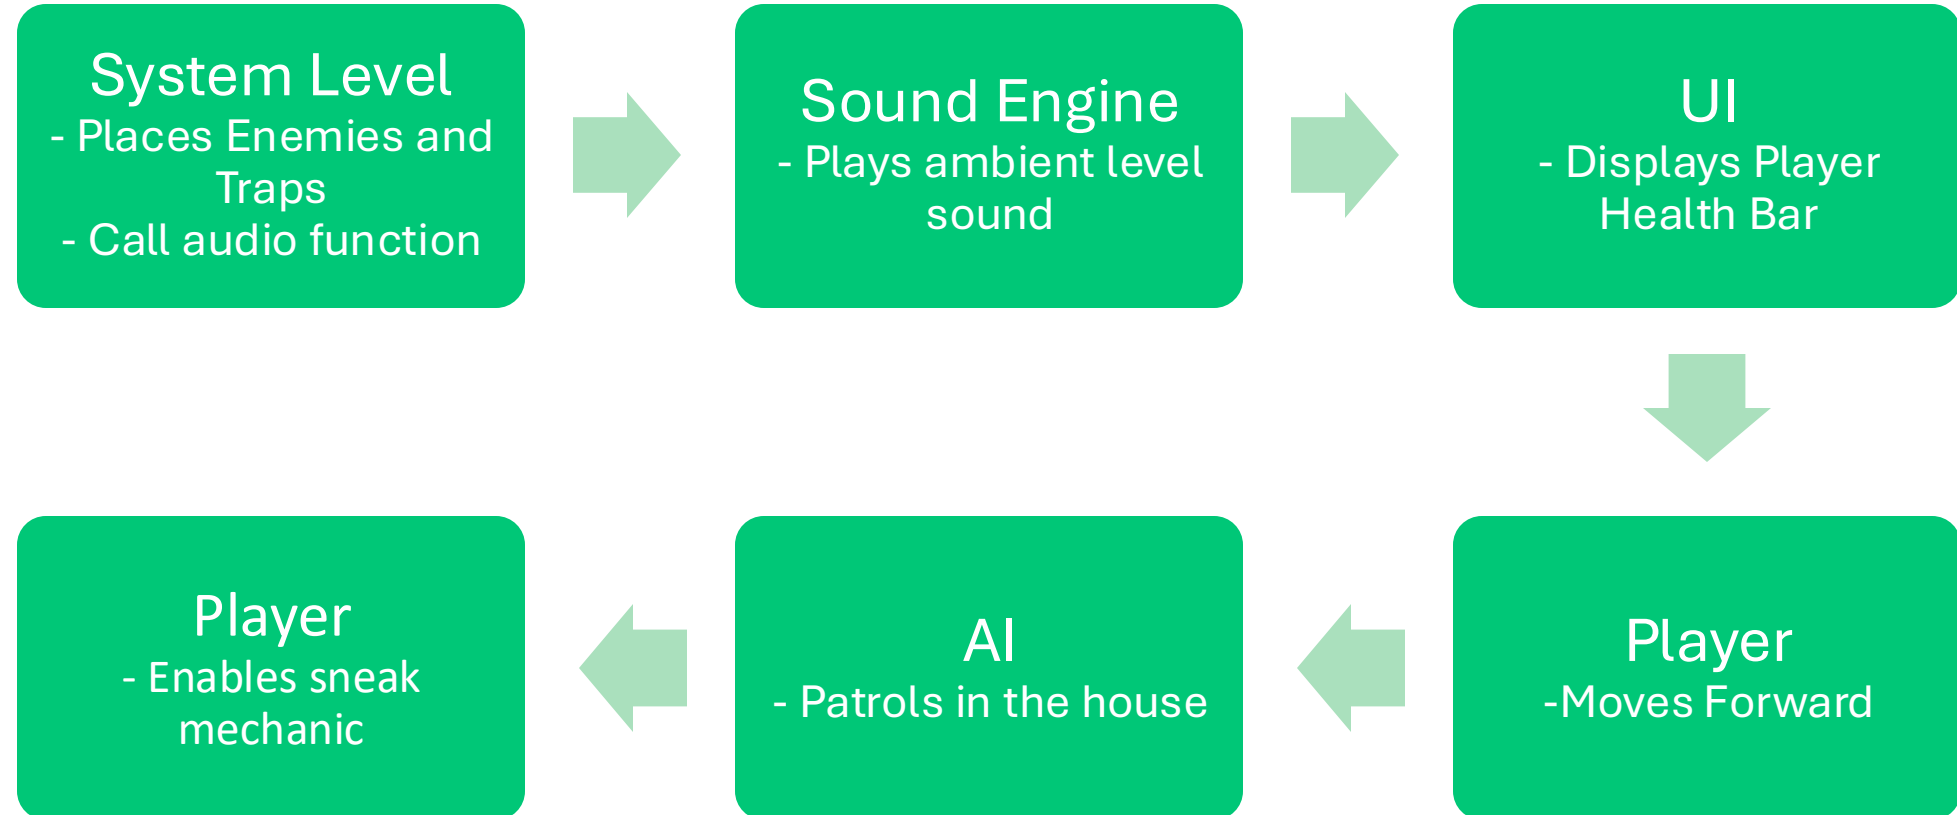 System Level
- Places Enemies and
Traps
- Call audio function
Sound Engine
- Plays ambient level
sound
UI
- Displays Player
Health Bar
Player
-Moves Forward
AI
- Patrols in the house
Player
- Enables sneak
mechanic